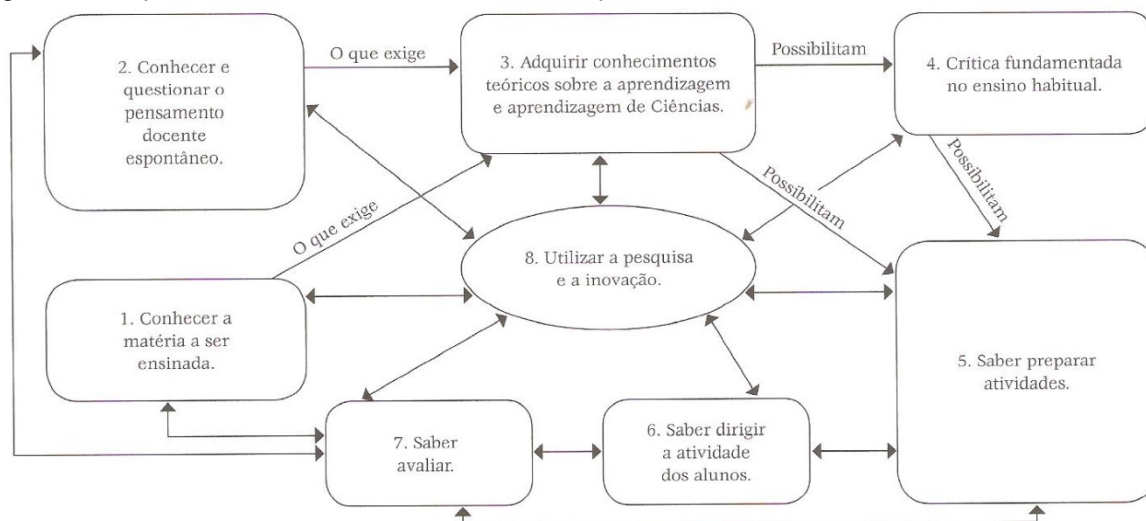 2. Conhecer e
questionar o
pensamento
docente
espontâneo.
O que exige
3. Adquirir conhecimentos
teóricos sobre a aprendizagem
e aprendizagem de Ciências.
Possibilitam
4. Crítica fundamentada
no ensino habitual.
O que exige
Possibilitam
Possibilitam
8. Utilizar a pesquisa
e a inovação.
1. Conhecer a
matéria a ser
ensinada.
5. Saber preparar
atividades.
7. Saber
avaliar.
6. Saber dirigir
a atividade
dos alunos.